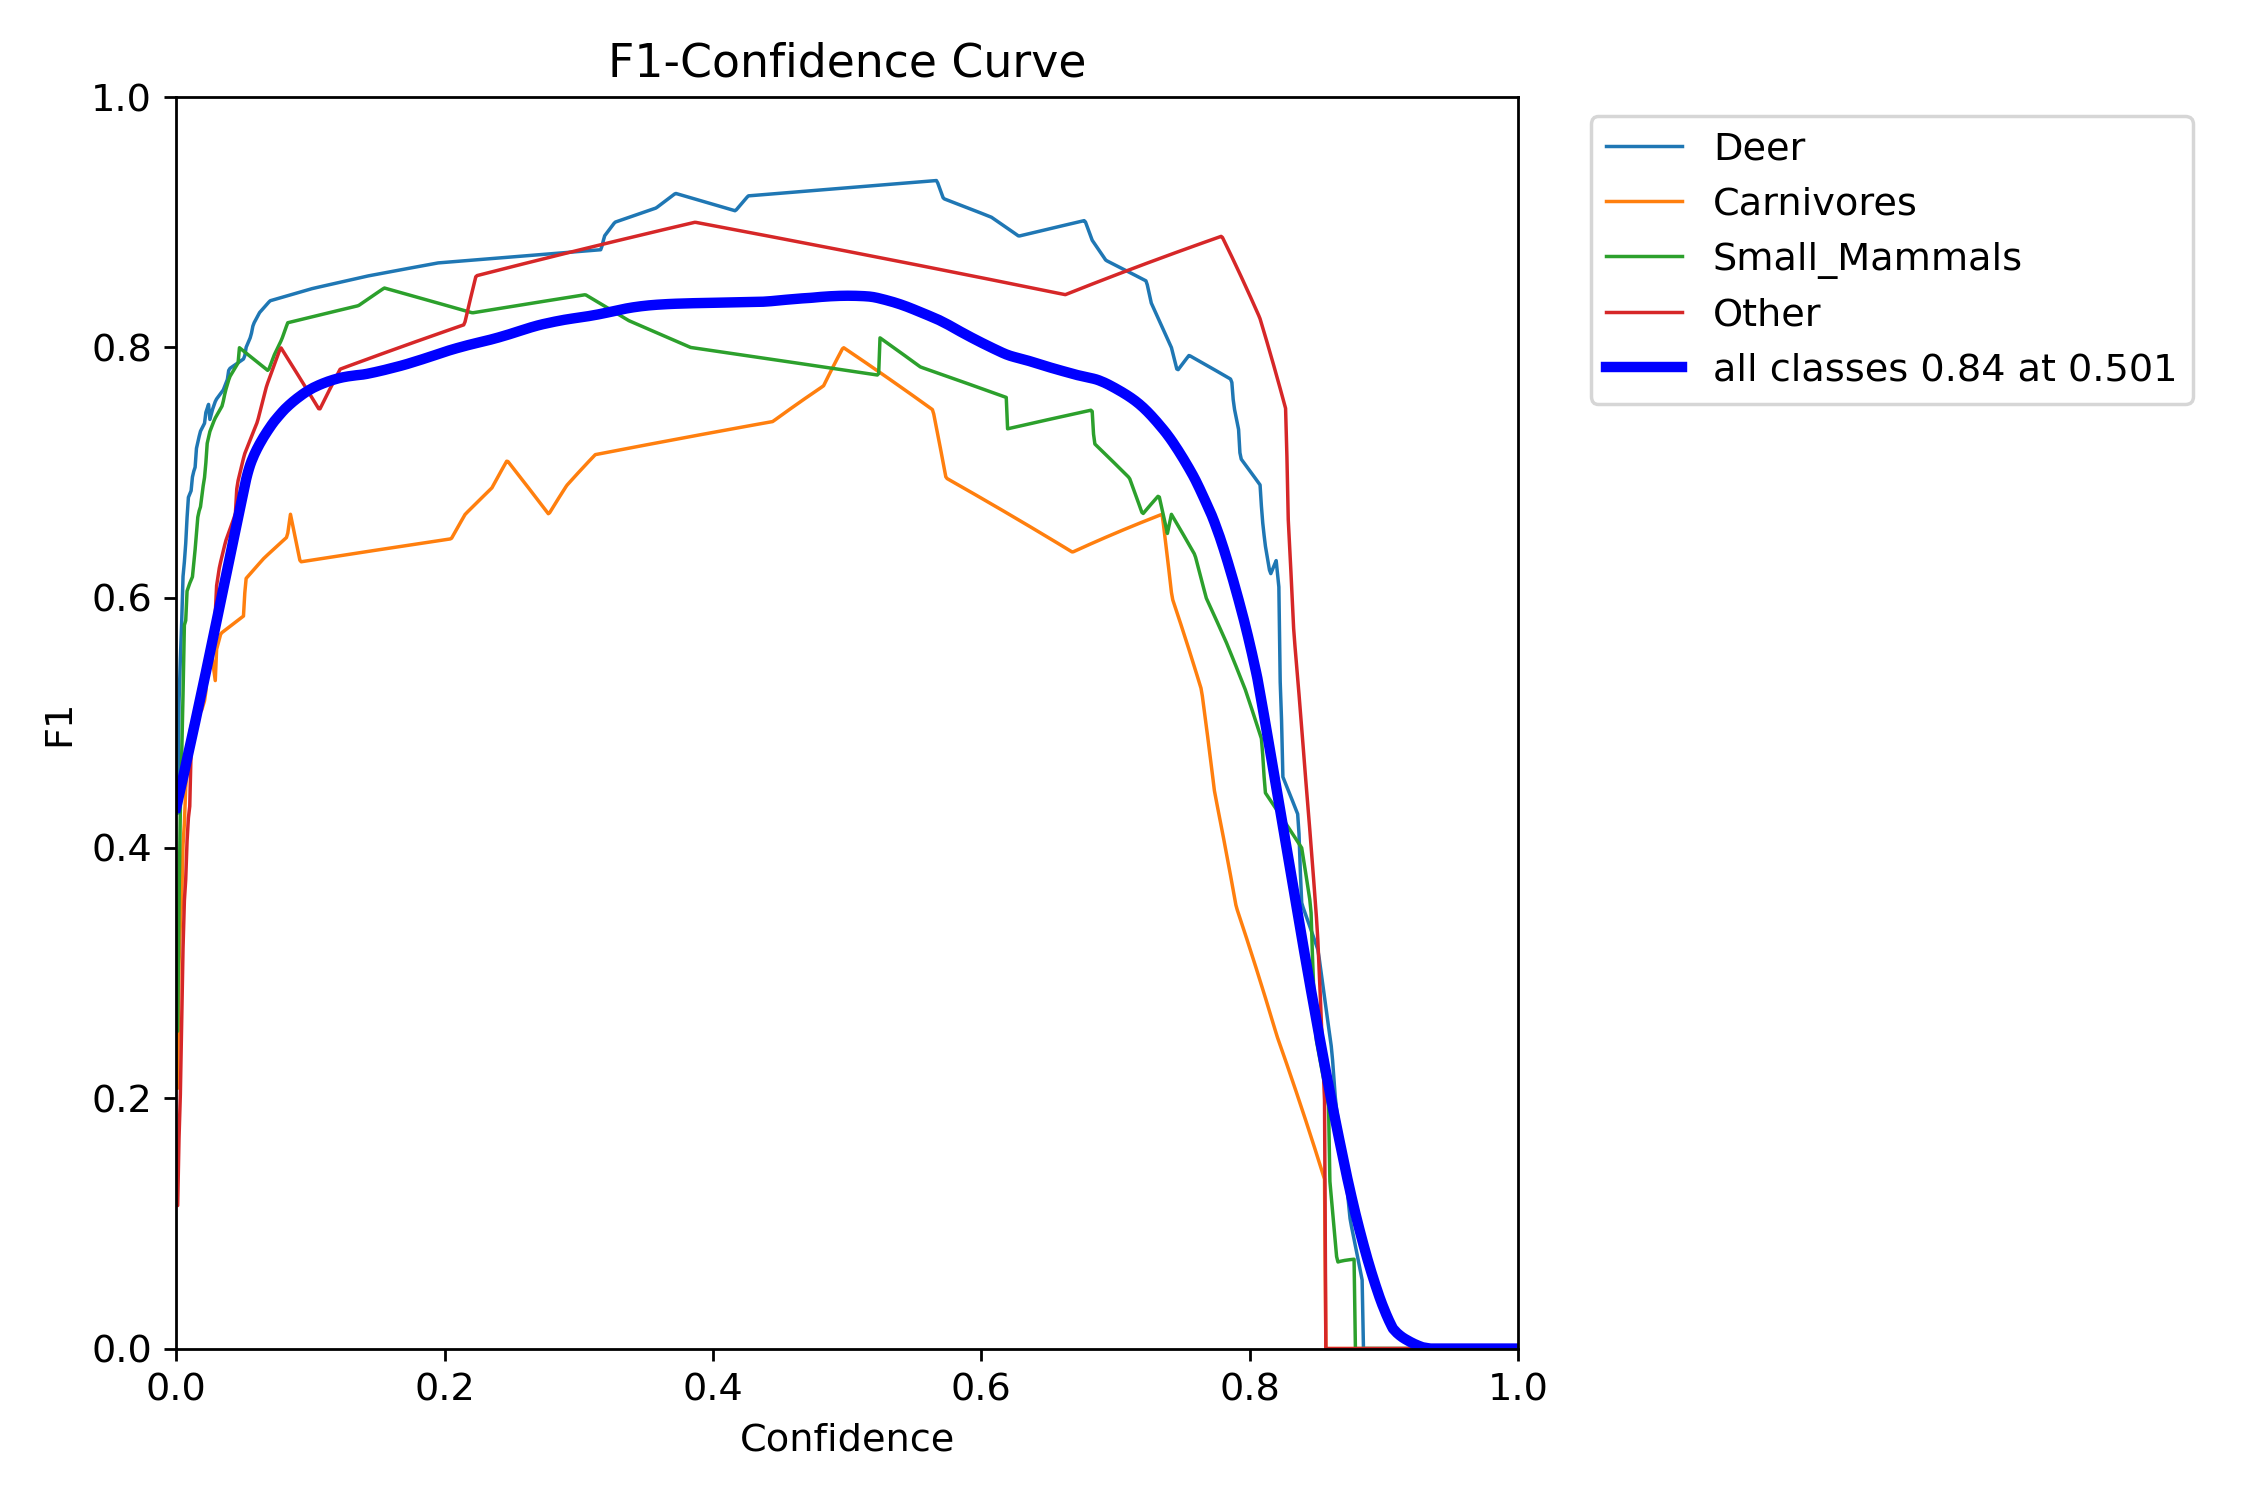 F1-Confidence Curve
1.0
0.8
0.6
0.4
0.2
0.0
F1
0.0 0.2 0.4 0.6 0.8 1.0
Confidence
Deer
Carnivores
Small_Mammals
Other
all classes 0.84 at 0.501